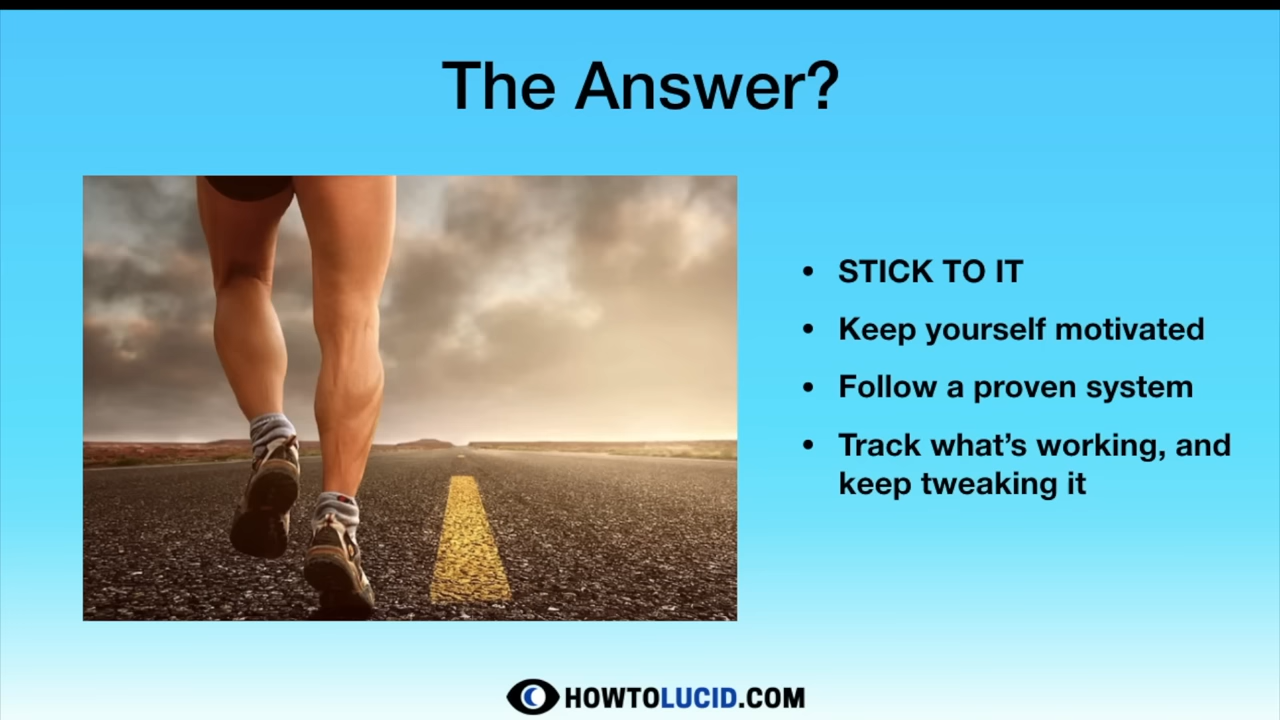 The Answer?
• STICK TO IT
• Keep yourself motivated
• Follow a proven system
• Track what’s working, and
keep tweaking it
HOWTOLUCID.COM